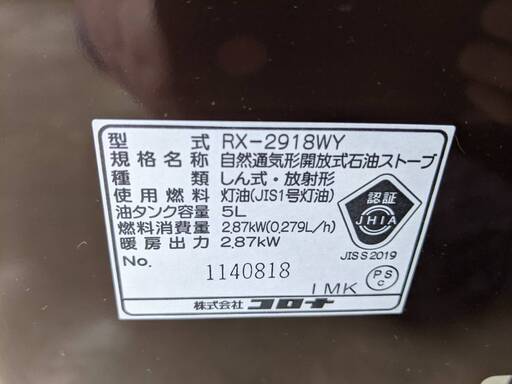 型 式 RX-2918WY
規格名称 自然通気形開放式石油ストーブ
種 類 しん式・放射形
使用燃料 灯油(JIS1号灯油)
油タンク容量 5L
燃料消費量 2,87kW(0,279L/h)
暖房出力 2,87kW
No. 1140818
認証
JHIA
JIS S 2019
PS
C
1MK
株式会社 コロナ